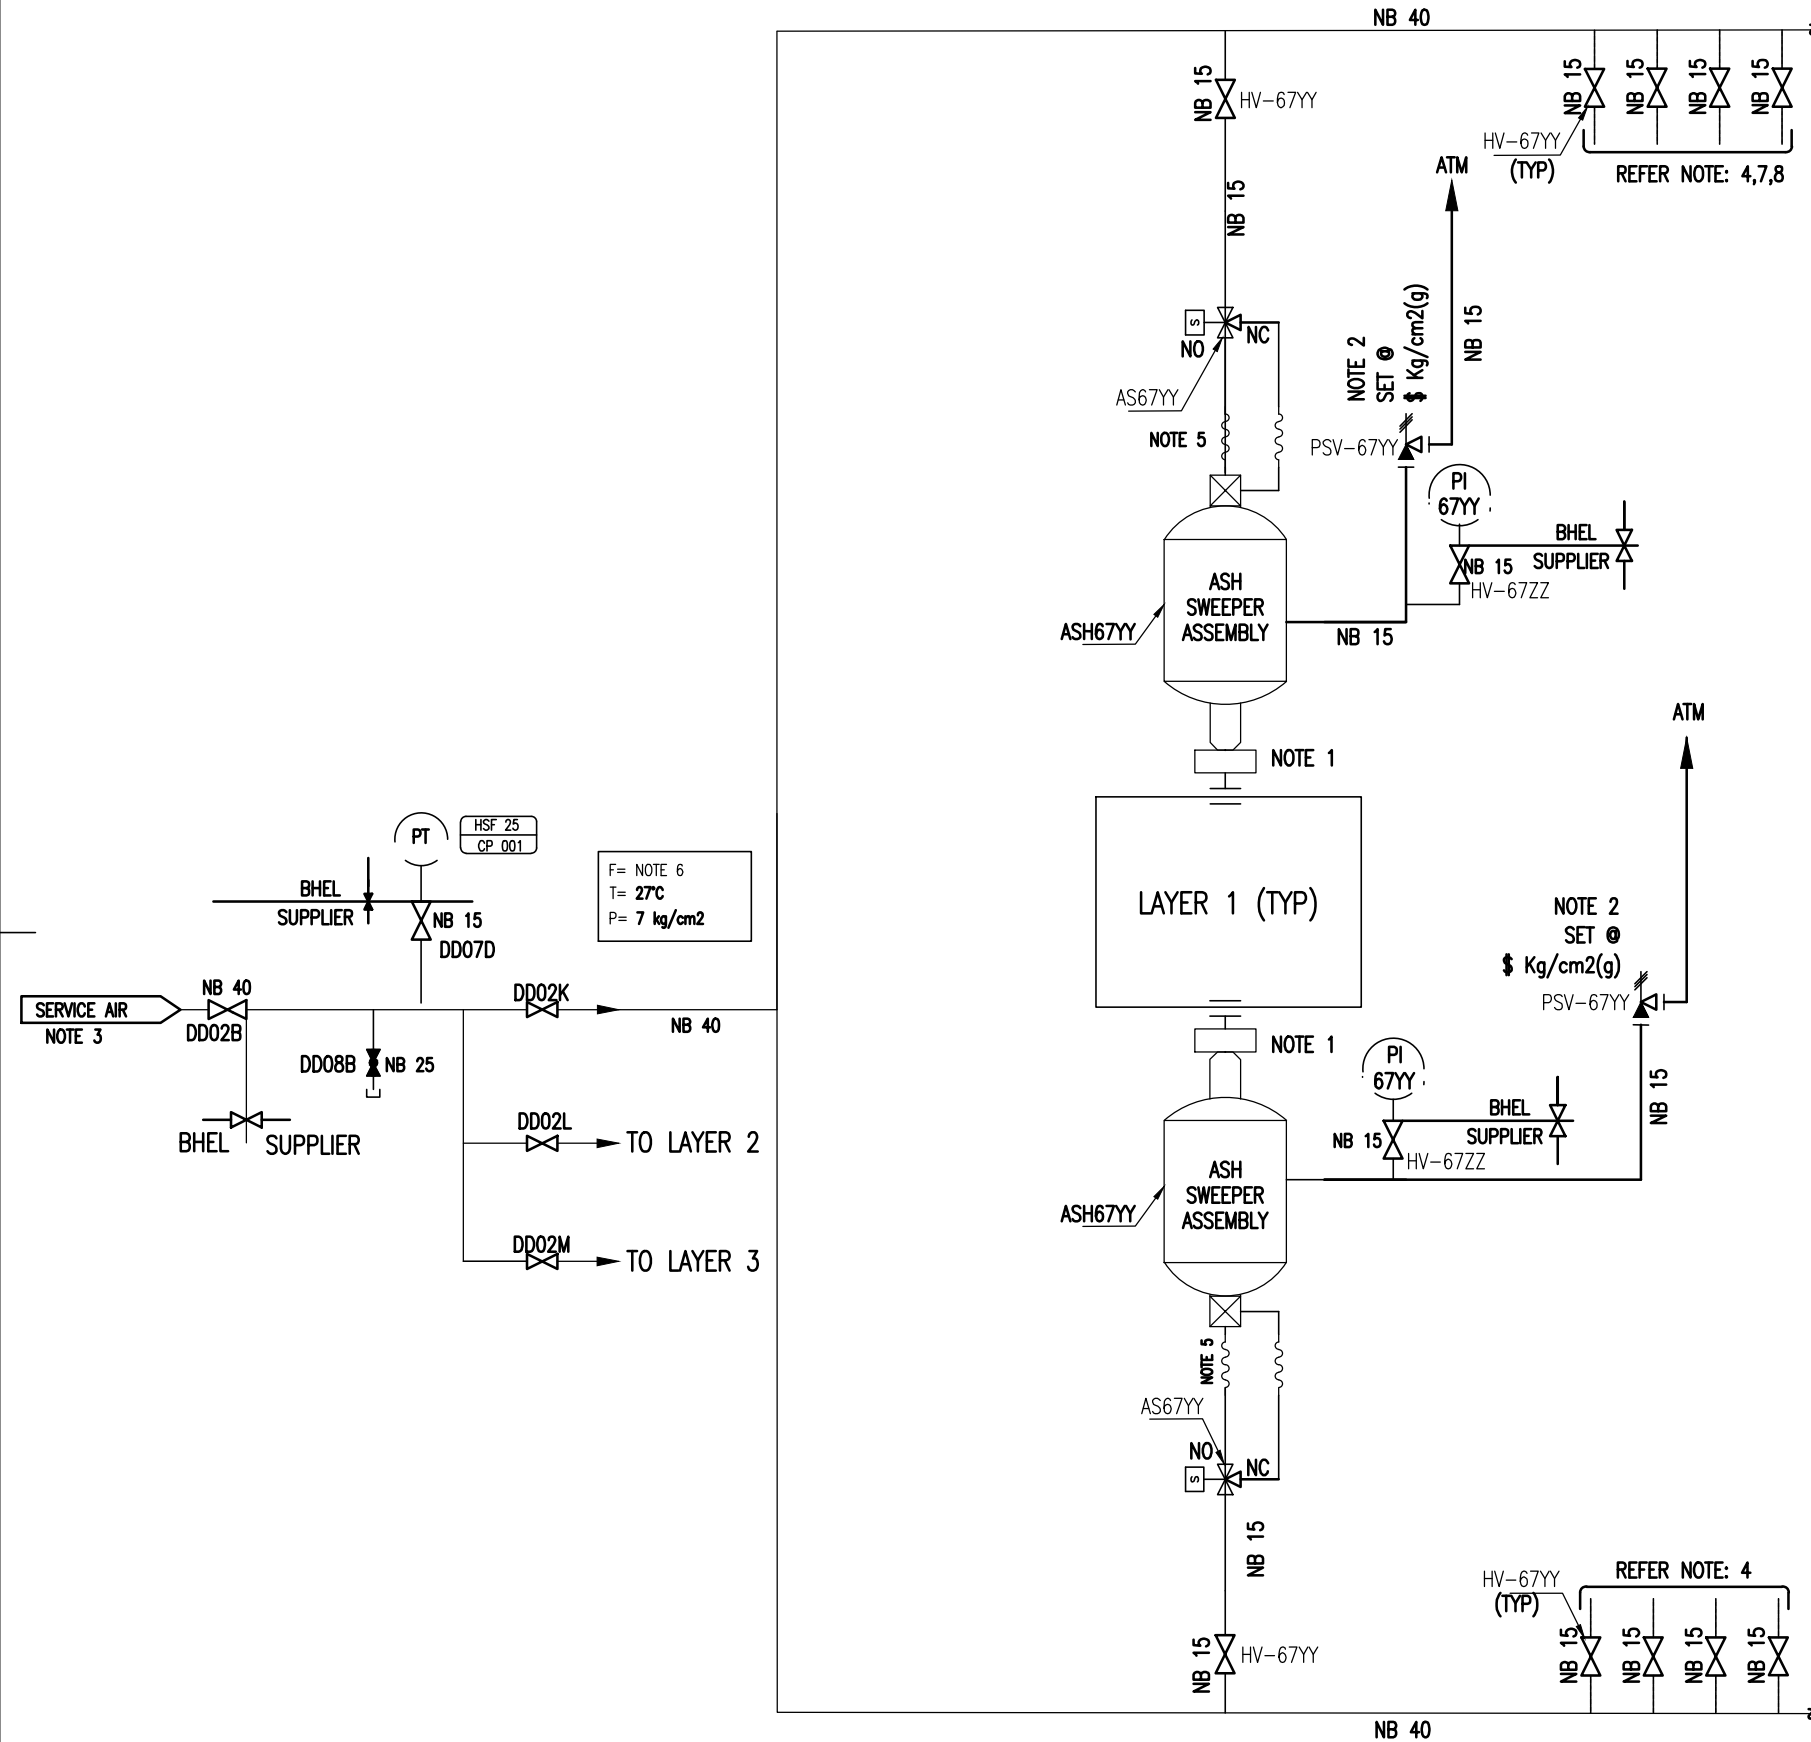 NB 40
NB 15
HV-67YY
NB 15
NB 15
NB 15
NB 15
HV-67YY
(TYP)
REFER NOTE: 4,7,8
NB 15
ATM
NB 15
S
NO
NC
AS67YY
NOTE 5
NOTE 2
SET @
$ Kg/cm2(g)
PSV-67YY
PI
67YY
BHEL
SUPPLIER
NB 15
HV-67ZZ
ASH
SWEEPER
ASSEMBLY
ASH67YY
NB 15
NOTE 1
ATM
LAYER 1 (TYP)
PT
HSF 25
CP 001
F= NOTE 6
T= 27°C
P= 7 kg/cm2
BHEL
SUPPLIER
NB 15
DD07D
SERVICE AIR
NOTE 3
NB 40
DD02B
DD02K
NB 40
DD08B
NB 25
BHEL
SUPPLIER
DD02L
TO LAYER 2
DD02M
TO LAYER 3
NOTE 2
SET @
$ Kg/cm2(g)
PSV-67YY
NOTE 1
PI
67YY
NB 15
BHEL
SUPPLIER
NB 15
HV-67ZZ
ASH
SWEEPER
ASSEMBLY
ASH67YY
NOTE 5
AS67YY
NO
NC
S
NB 15
NB 15
HV-67YY
HV-67YY
(TYP)
REFER NOTE: 4
NB 15
NB 15
NB 15
NB 15
NB 40